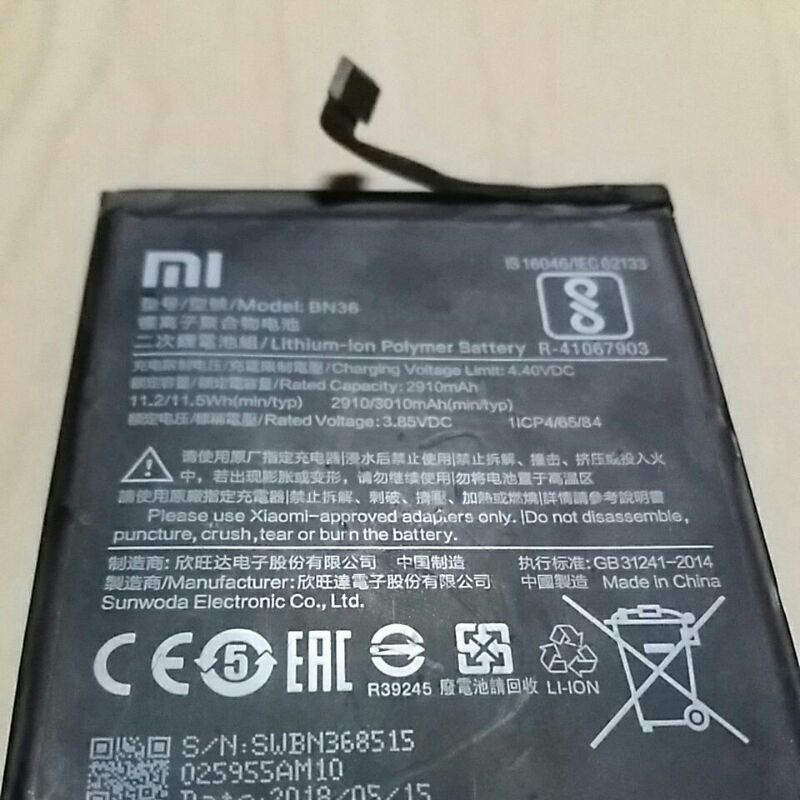 mi
IS 16046/IEC 62133
型号/型號/Model: BN36
锂离子聚合物电池
二次鋰電池組/Lithium-Ion Polymer Battery
R-41067903
充电限制电压/充電限制電壓/Charging Voltage Limit: 4.40VDC
额定容量/額定電容量/Rated Capacity: 2910mAh
11.2/11.5Wh(min/typ) 2910/3010mAh(min/typ)
额定电压/標稱電壓/Rated Voltage: 3.85VDC 1ICP4/65/84
请使用原厂指定充电器|浸水后禁止使用|禁止拆解、撞击、挤压或投入火
中，若出现膨胀或变形，请勿继续使用|勿将电池置于高温区
請使用原廠指定充電器|禁止拆解、刺破、擠壓、加熱或燃燒|詳情請參考說明書
Please use Xiaomi-approved adapters only. |Do not disassemble,
puncture, crush, tear or burn the battery.
制造商: 欣旺达电子股份有限公司 中国制造 执行标准: GB 31241-2014
製造商/Manufacturer: 欣旺達電子股份有限公司 中國製造 Made in China
Sunwoda Electronic Co., Ltd.
CE 5 EAC
R39245 廢電池請回收 LI-ION
S/N:SWBN368515
025955AM10
Date:2018/05/15